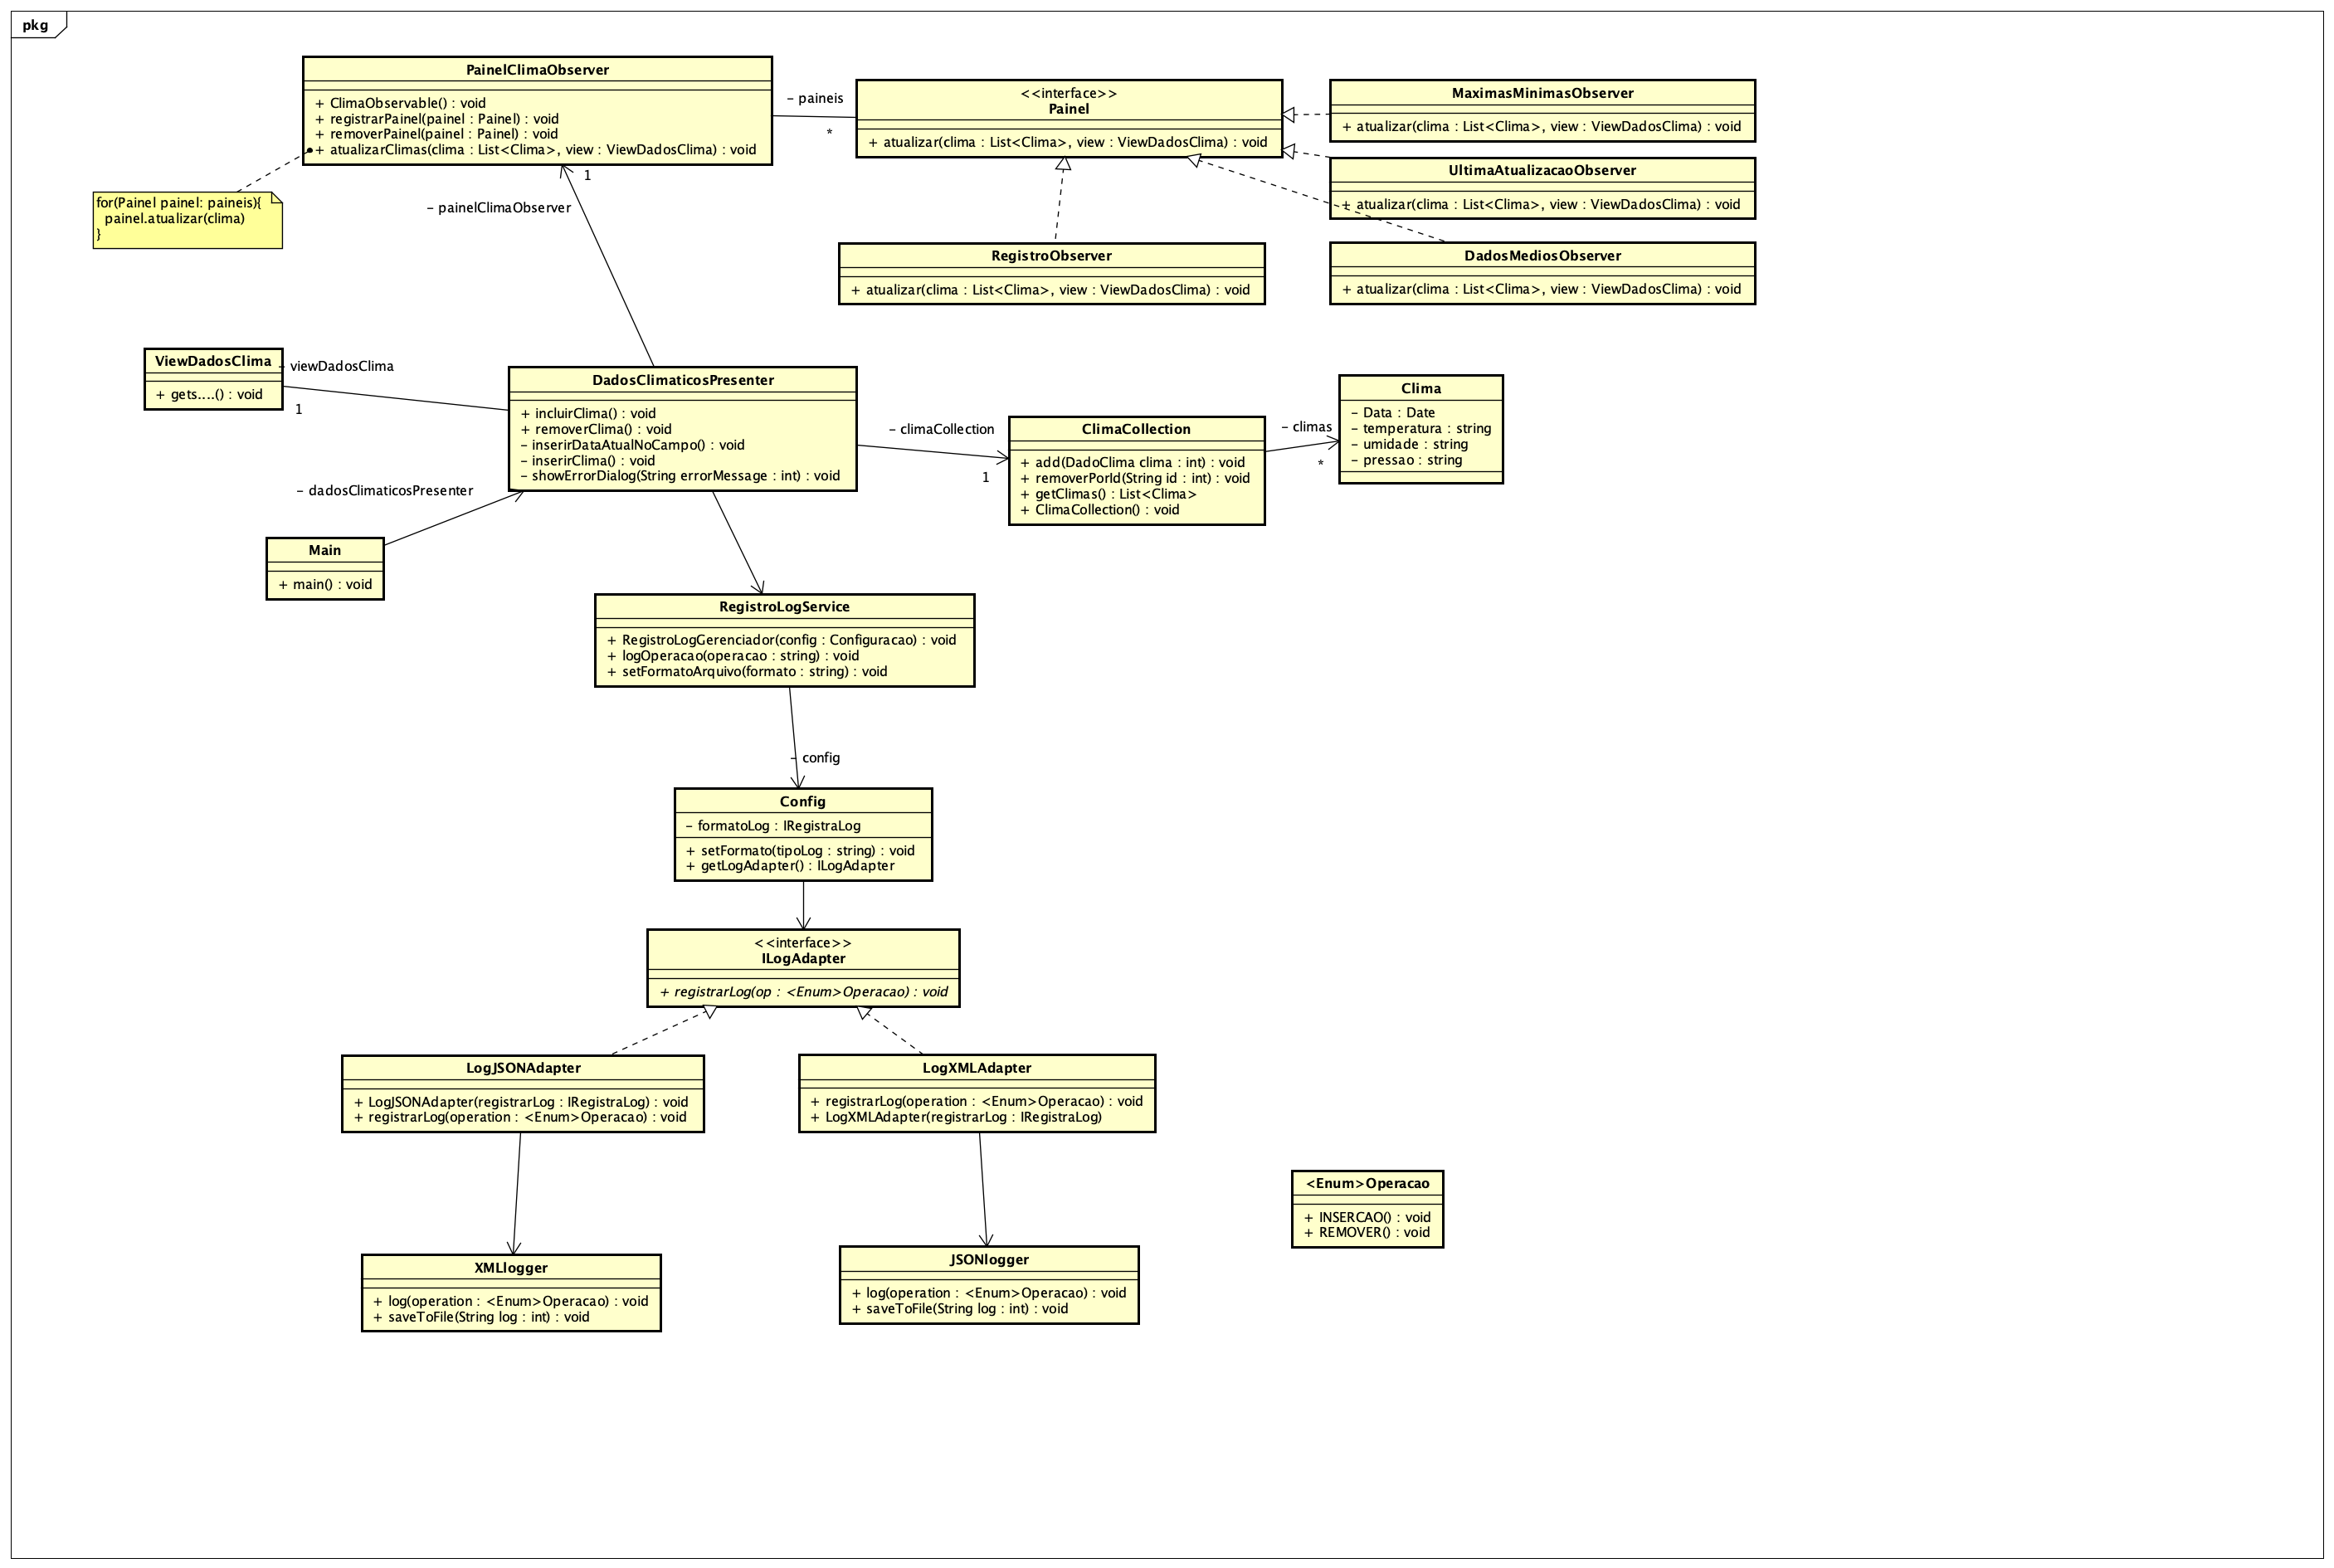 pkg
PainelClimaObserver
+ ClimaObservable() : void
+ registrarPainel(painel : Painel) : void
+ removerPainel(painel : Painel) : void
+ atualizarClimas(clima : List<Clima>, view : ViewDadosClima) : void
for(Painel painel: paineis){
painel.atualizar(clima)
}
- paineis
*
<<interface>>
Painel
+ atualizar(clima : List<Clima>, view : ViewDadosClima) : void
MaximasMinimasObserver
+ atualizar(clima : List<Clima>, view : ViewDadosClima) : void
UltimaAtualizacaoObserver
+ atualizar(clima : List<Clima>, view : ViewDadosClima) : void
DadosMediosObserver
+ atualizar(clima : List<Clima>, view : ViewDadosClima) : void
RegistroObserver
+ atualizar(clima : List<Clima>, view : ViewDadosClima) : void
1
- painelClimaObserver
ViewDadosClima
+ gets....() : void
- viewDadosClima
1
DadosClimaticosPresenter
+ incluirClima() : void
+ removerClima() : void
- inserirDataAtualNoCampo() : void
- inserirClima() : void
- showErrorDialog(String errorMessage : int) : void
- climaCollection
1
ClimaCollection
+ add(DadoClima clima : int) : void
+ removerPorId(String id : int) : void
+ getClimas() : List<Clima>
+ ClimaCollection() : void
- climas
*
Clima
- Data : Date
- temperatura : string
- umidade : string
- pressao : string
- dadosClimaticosPresenter
Main
+ main() : void
RegistroLogService
+ RegistroLogGerenciador(config : Configuracao) : void
+ logOperacao(operacao : string) : void
+ setFormatoArquivo(formato : string) : void
- config
Config
- formatoLog : IRegistraLog
+ setFormato(tipoLog : string) : void
+ getLogAdapter() : ILogAdapter
<<interface>>
ILogAdapter
+ registrarLog(op : <Enum>Operacao) : void
LogJSONAdapter
+ LogJSONAdapter(registrarLog : IRegistraLog) : void
+ registrarLog(operation : <Enum>Operacao) : void
LogXMLAdapter
+ registrarLog(operation : <Enum>Operacao) : void
+ LogXMLAdapter(registrarLog : IRegistraLog)
<Enum>Operacao
+ INSERCAO() : void
+ REMOVER() : void
XMLlogger
+ log(operation : <Enum>Operacao) : void
+ saveToFile(String log : int) : void
JSONlogger
+ log(operation : <Enum>Operacao) : void
+ saveToFile(String log : int) : void